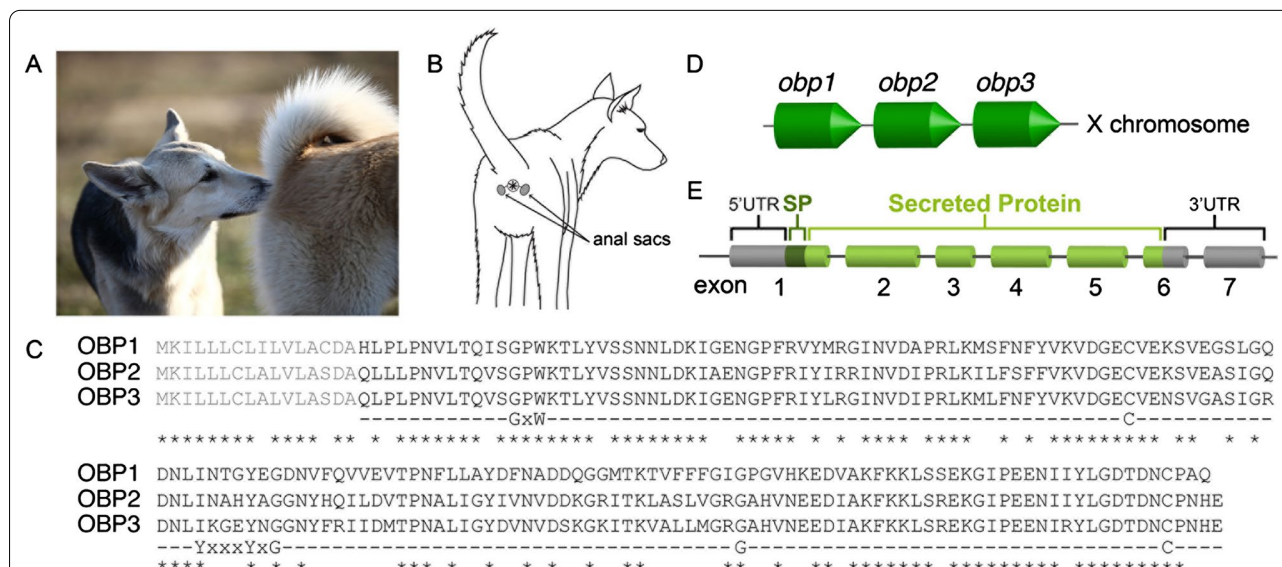 A
B
anal sacs
D
obp1 obp2 obp3
X chromosome
E
5'UTR SP Secreted Protein 3'UTR
exon 1 2 3 4 5 6 7
C
OBP1 MKILLLCLILVLACDAHLPLPNVLTQISGPWKTLYVSSNNLDKIGENGPFRVYMRGINVDAPRLKMSFNFYVKVDGECVEKSVEGSLGQ
OBP2 MKILLLCLALVLASDAQLLLPNVLTQVSGPWKTLYVSSNNLDKIAENGPFRIYIRRINVDIPRLKILFSFFVKVDGECVEKSVEASIGQ
OBP3 MKILLLCLALVLASDAQLPLPNVLTQVSGPWKTLYVSSNNLDKIGENGPFRIYLRGINVDIPRLKMLFNFYVKVDGECVENSVGASIGR
------------GxW---------------------------------------------------C------------
******** **** ** * ******* ************** ****** * * **** **** * * ********* ** * *
OBP1 DNLINTGYEGDNVFQVVEVTPNFLLAYDFNADDQGGMTKTVFFFGIGPGVHKEDVAKFKKLSSEKGIPEENIIYLGDTDNCPAQ
OBP2 DNLINAHYAGGNYHQILDVTPNALIGYIVNVDDKGRITKLASLVGRGAHVNEEDIAKFKKLSREKGIPEENIIYLGDTDNCPNHE
OBP3 DNLIKGEYNGGNYFRIIDMTPNALIGYDVNVDSKGKITKVALLMGRGAHVNEEDIAKFKKLSREKGIPEENIRYLGDTDNCPNHE
---YxxxYxG------------------------------------G---------------------------------C----
**** * * * *** * * * * * ** * * * ** ******* ********* **********